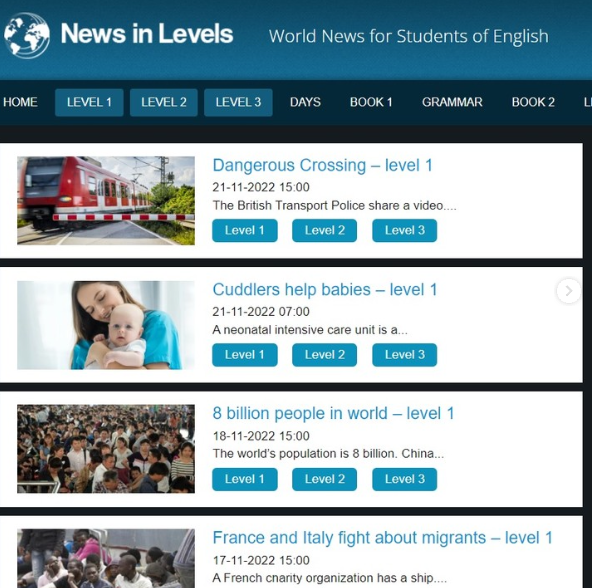 News in Levels World News for Students of English
HOME LEVEL 1 LEVEL 2 LEVEL 3 DAYS BOOK 1 GRAMMAR BOOK 2
Dangerous Crossing – level 1
21-11-2022 15:00
The British Transport Police share a video....
Level 1 Level 2 Level 3
Cuddlers help babies – level 1
21-11-2022 07:00
A neonatal intensive care unit is a...
Level 1 Level 2 Level 3
8 billion people in world – level 1
18-11-2022 15:00
The world's population is 8 billion. China...
Level 1 Level 2 Level 3
France and Italy fight about migrants – level 1
17-11-2022 15:00
A French charity organization has a ship....